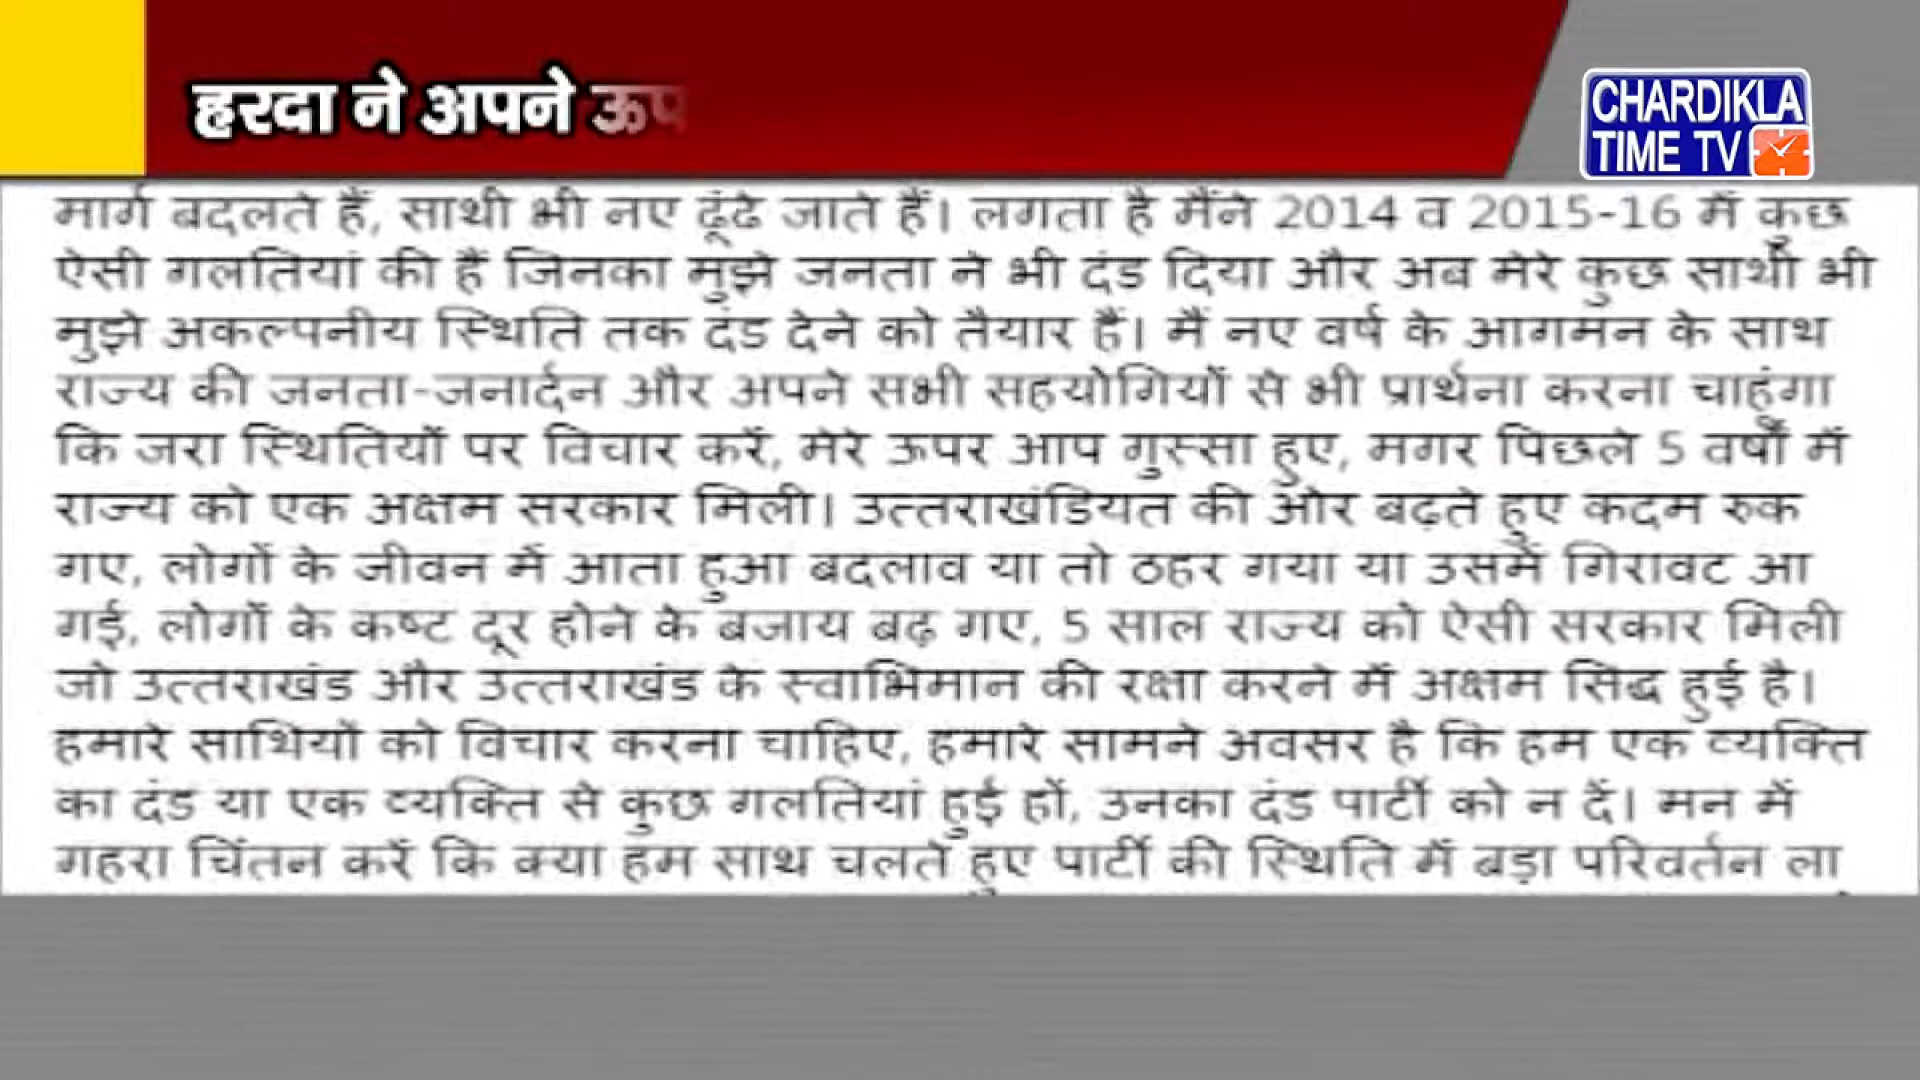 हरदा ने अपने ऊप
CHARDIKLA
TIME TV
मार्ग बदलते हैं, साथी भी नए ढूंढे जाते हैं। लगता है मैंने 2014 व 2015-16 में कुछ
ऐसी गलतियां की हैं जिनका मुझे जनता ने भी दंड दिया और अब मेरे कुछ साथी भी
मुझे अकल्पनीय स्थिति तक दंड देने को तैयार हैं। मैं नए वर्ष के आगमन के साथ
राज्य की जनता-जनार्दन और अपने सभी सहयोगियों से भी प्रार्थना करना चाहूंगा
कि जरा स्थितियों पर विचार करें, मेरे ऊपर आप गुस्सा हुए, मगर पिछले 5 वर्षों में
राज्य को एक अक्षम सरकार मिली। उत्तराखंडियत की ओर बढ़ते हुए कदम रुक
गए, लोगों के जीवन में आता हुआ बदलाव या तो ठहर गया या उसमें गिरावट आ
गई, लोगों के कष्ट दूर होने के बजाय बढ़ गए, 5 साल राज्य को ऐसी सरकार मिली
जो उत्तराखंड और उत्तराखंड के स्वाभिमान की रक्षा करने में अक्षम सिद्ध हुई है।
हमारे साथियों को विचार करना चाहिए, हमारे सामने अवसर है कि हम एक व्यक्ति
का दंड या एक व्यक्ति से कुछ गलतियां हुई हों, उनका दंड पार्टी को न दें। मन में
गहरा चिंतन करें कि क्या हम साथ चलते हुए पार्टी की स्थिति में बड़ा परिवर्तन ला